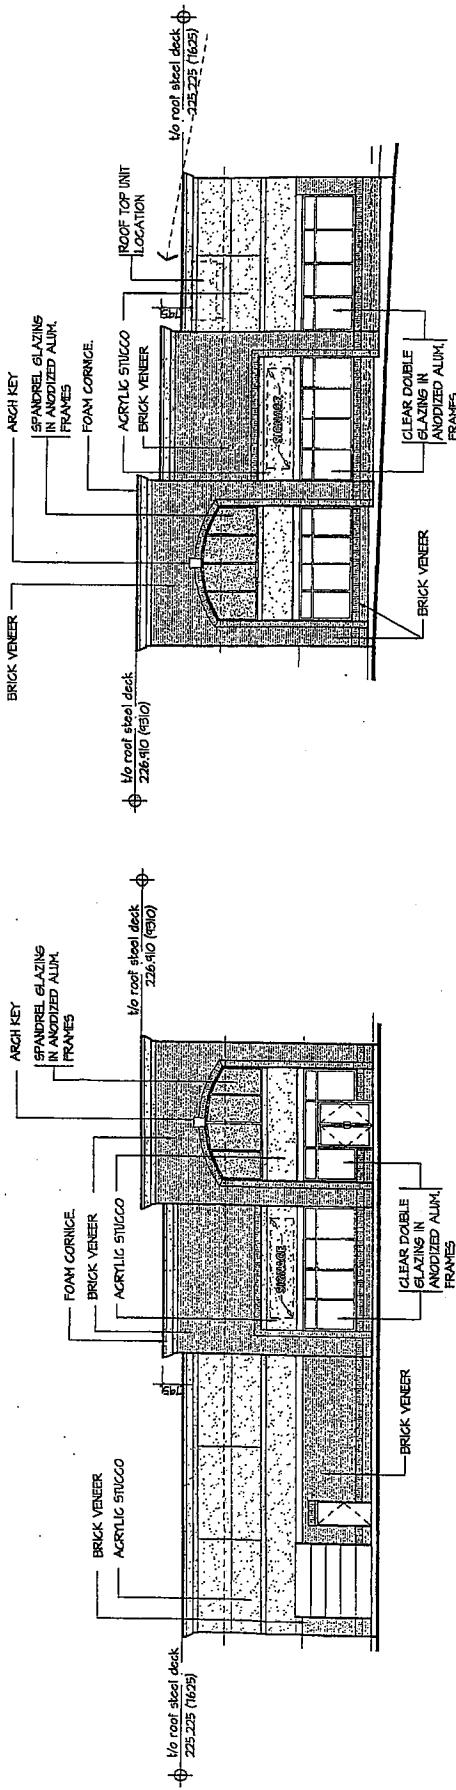 BRICK VENEER
ACRYLIC STUCCO
t/o roof steel deck
225.225 (7625)
795
FOAM CORNICE.
BRICK VENEER
ACRYLIC STUCCO
ARCH KEY
SPANDREL GLAZING
IN ANODIZED ALUM.
FRAMES
t/o roof steel deck
226.910 (9310)
SIGNAGE
BRICK VENEER
CLEAR DOUBLE
GLAZING IN
ANODIZED ALUM.
FRAMES
t/o roof steel deck
226.910 (9310)
BRICK VENEER
ARCH KEY
SPANDREL GLAZING
IN ANODIZED ALUM.
FRAMES
FOAM CORNICE.
ACRYLIC STUCCO
BRICK VENEER
ROOF TOP UNIT
LOCATION
t/o roof steel deck
225.225 (7625)
795
SIGNAGE
BRICK VENEER
CLEAR DOUBLE
GLAZING IN
ANODIZED ALUM.
FRAMES